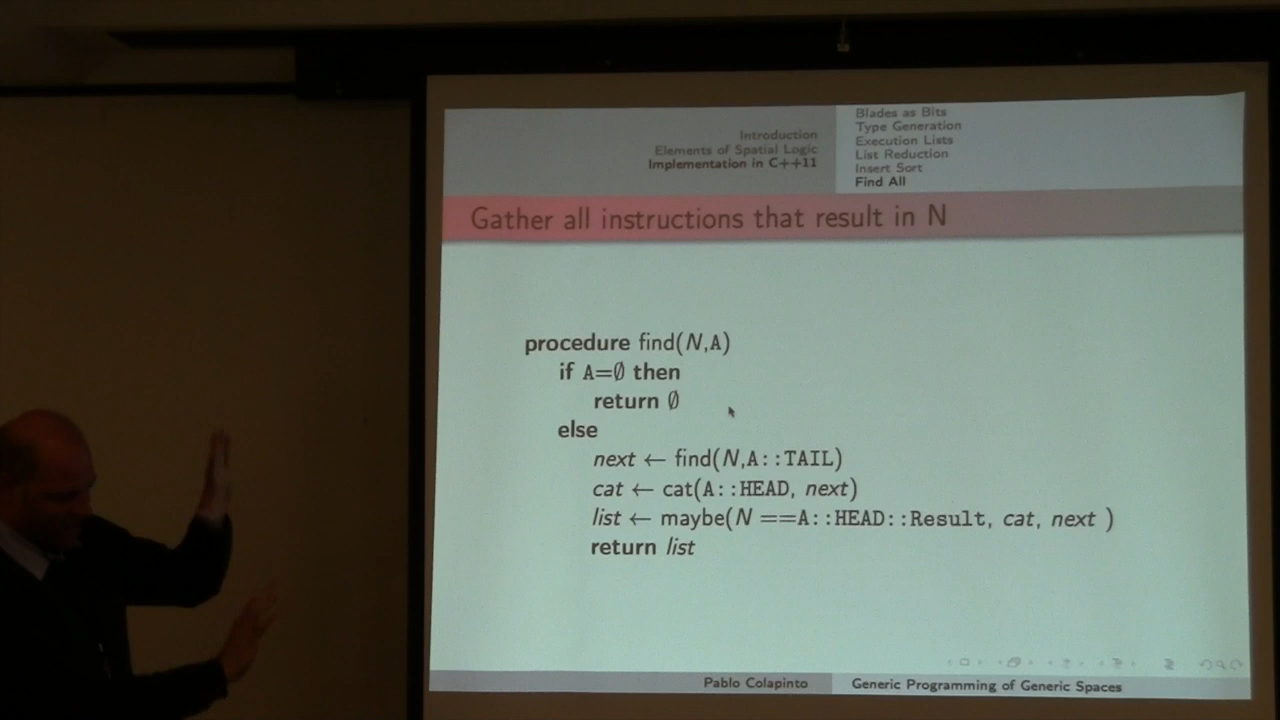 Introduction
Elements of Spatial Logic
Implementation in C++11
Blades as Bits
Type Generation
Execution Lists
List Reduction
Insert Sort
Find All
Gather all instructions that result in N
procedure find(N,A)
if A=∅ then
return ∅
else
next ← find(N,A::TAIL)
cat ← cat(A::HEAD, next)
list ← maybe(N ==A::HEAD::Result, cat, next )
return list
Pablo Colapinto
Generic Programming of Generic Spaces